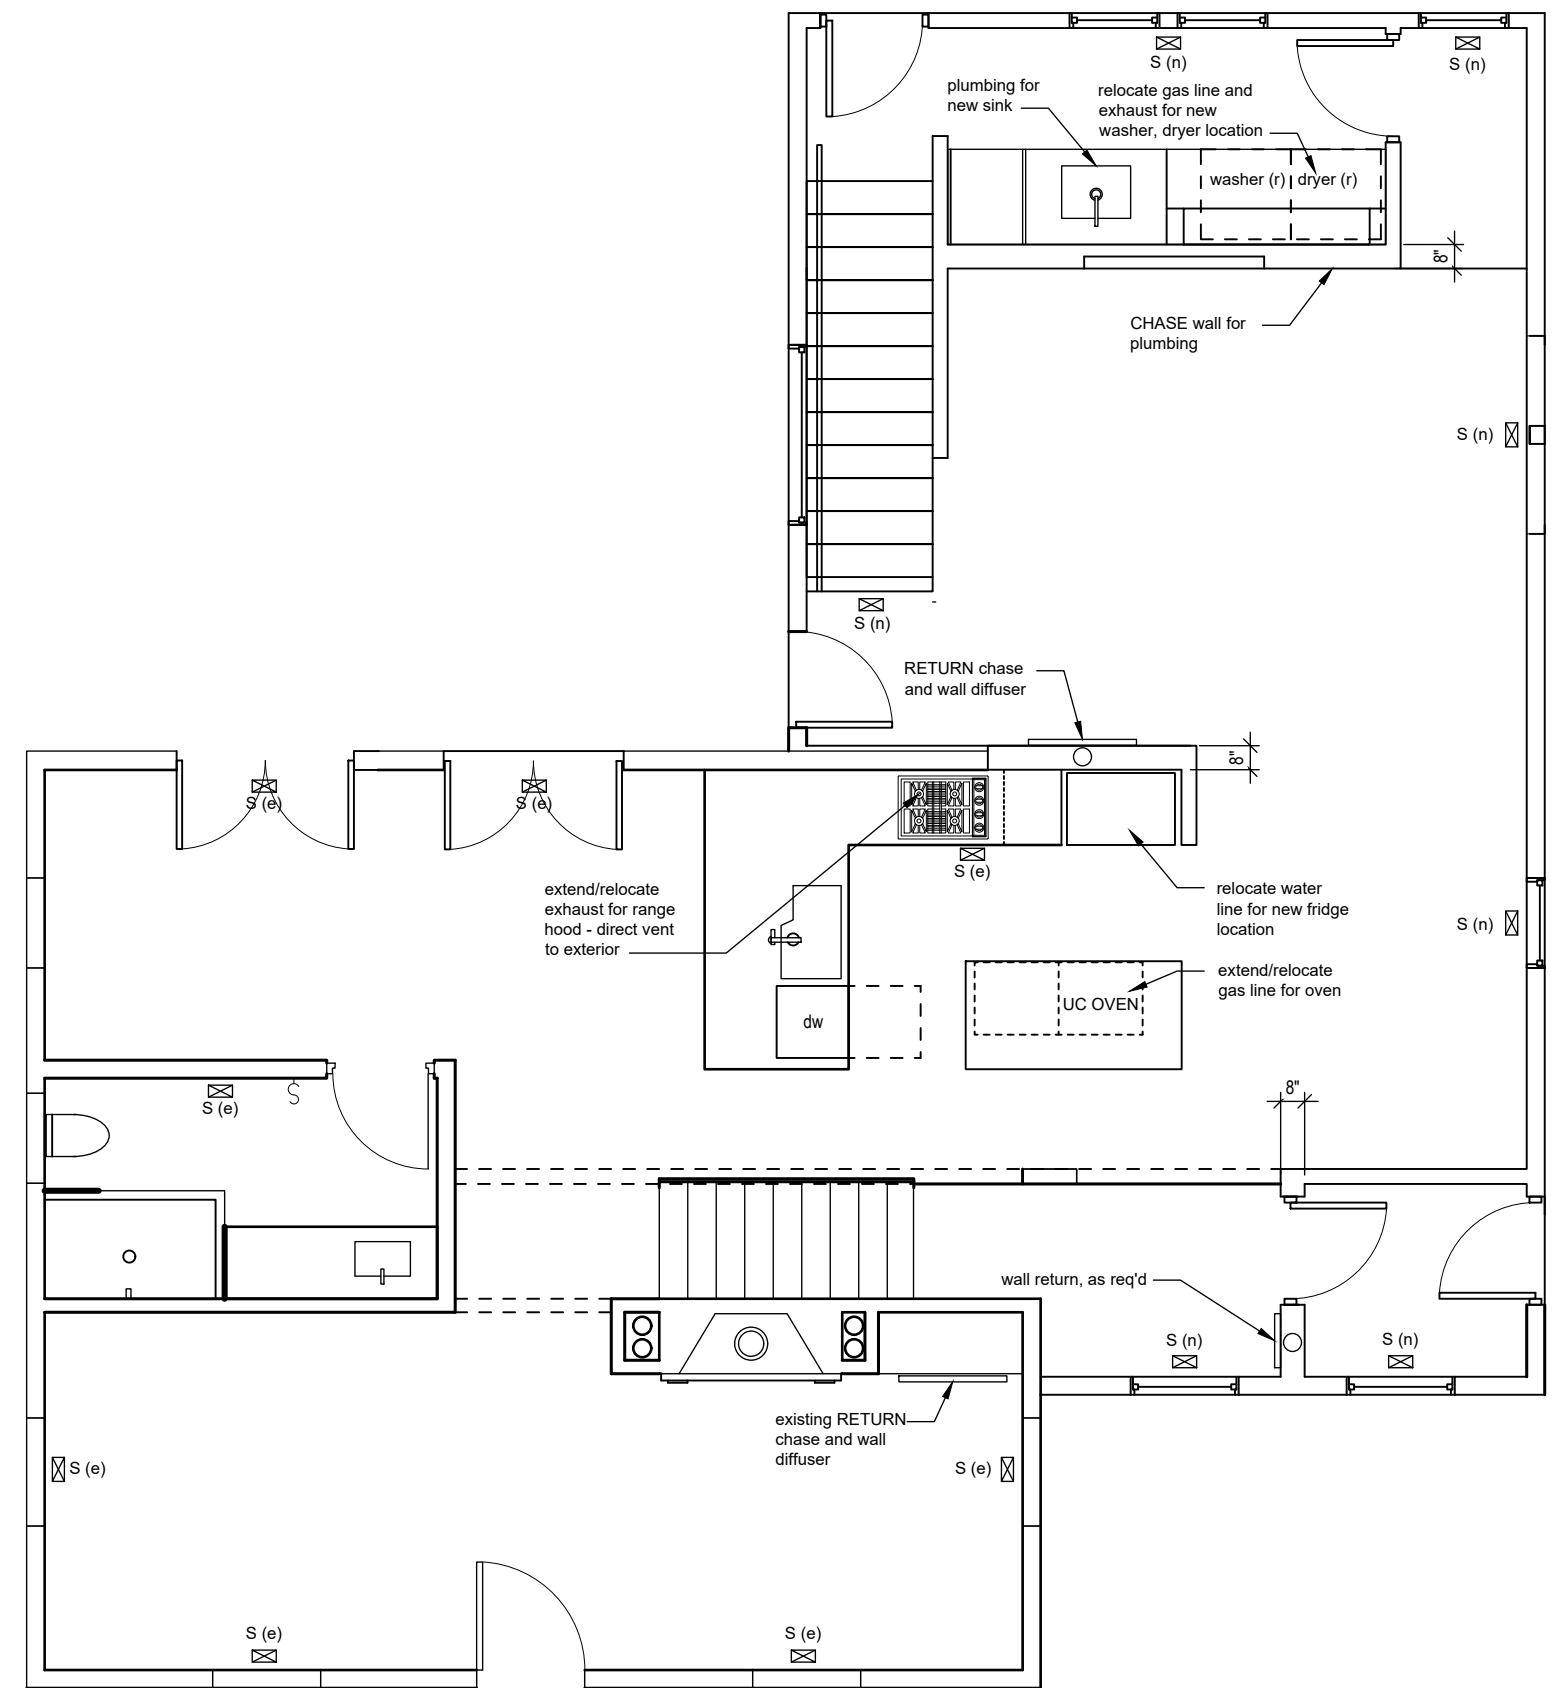 S (n)
S (n)
plumbing for
new sink
relocate gas line and
exhaust for new
washer, dryer location
washer (r)
dryer (r)
8"
CHASE wall for
plumbing
S (n)
S (n)
RETURN chase
and wall diffuser
8"
S (e)
S (e)
S (e)
extend/relocate
exhaust for range
hood - direct vent
to exterior
relocate water
line for new fridge
location
S (n)
extend/relocate
gas line for oven
UC OVEN
dw
8"
S (e)
S
wall return, as req'd
S (n)
S (n)
existing RETURN
chase and wall
diffuser
S (e)
S (e)
S (e)
S (e)